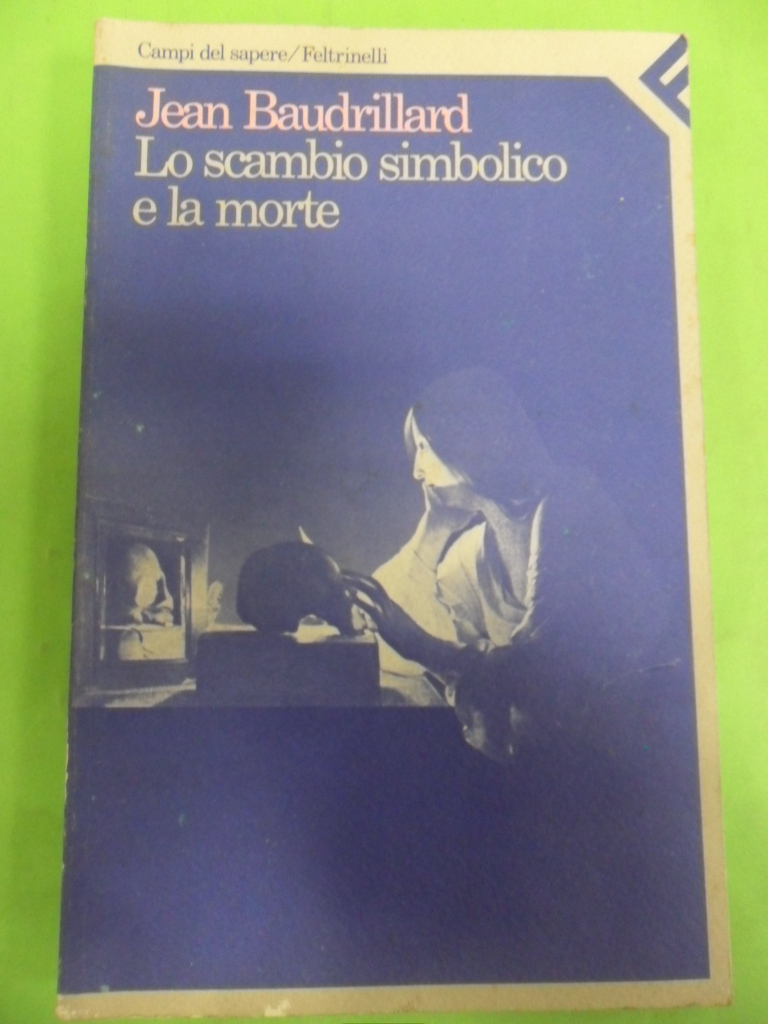 Campi del sapere/Feltrinelli
Jean Baudrillard
Lo scambio simbolico
e la morte